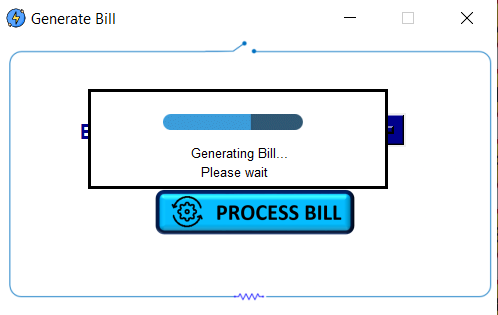 Generate Bill
Generating Bill...
Please wait
PROCESS BILL